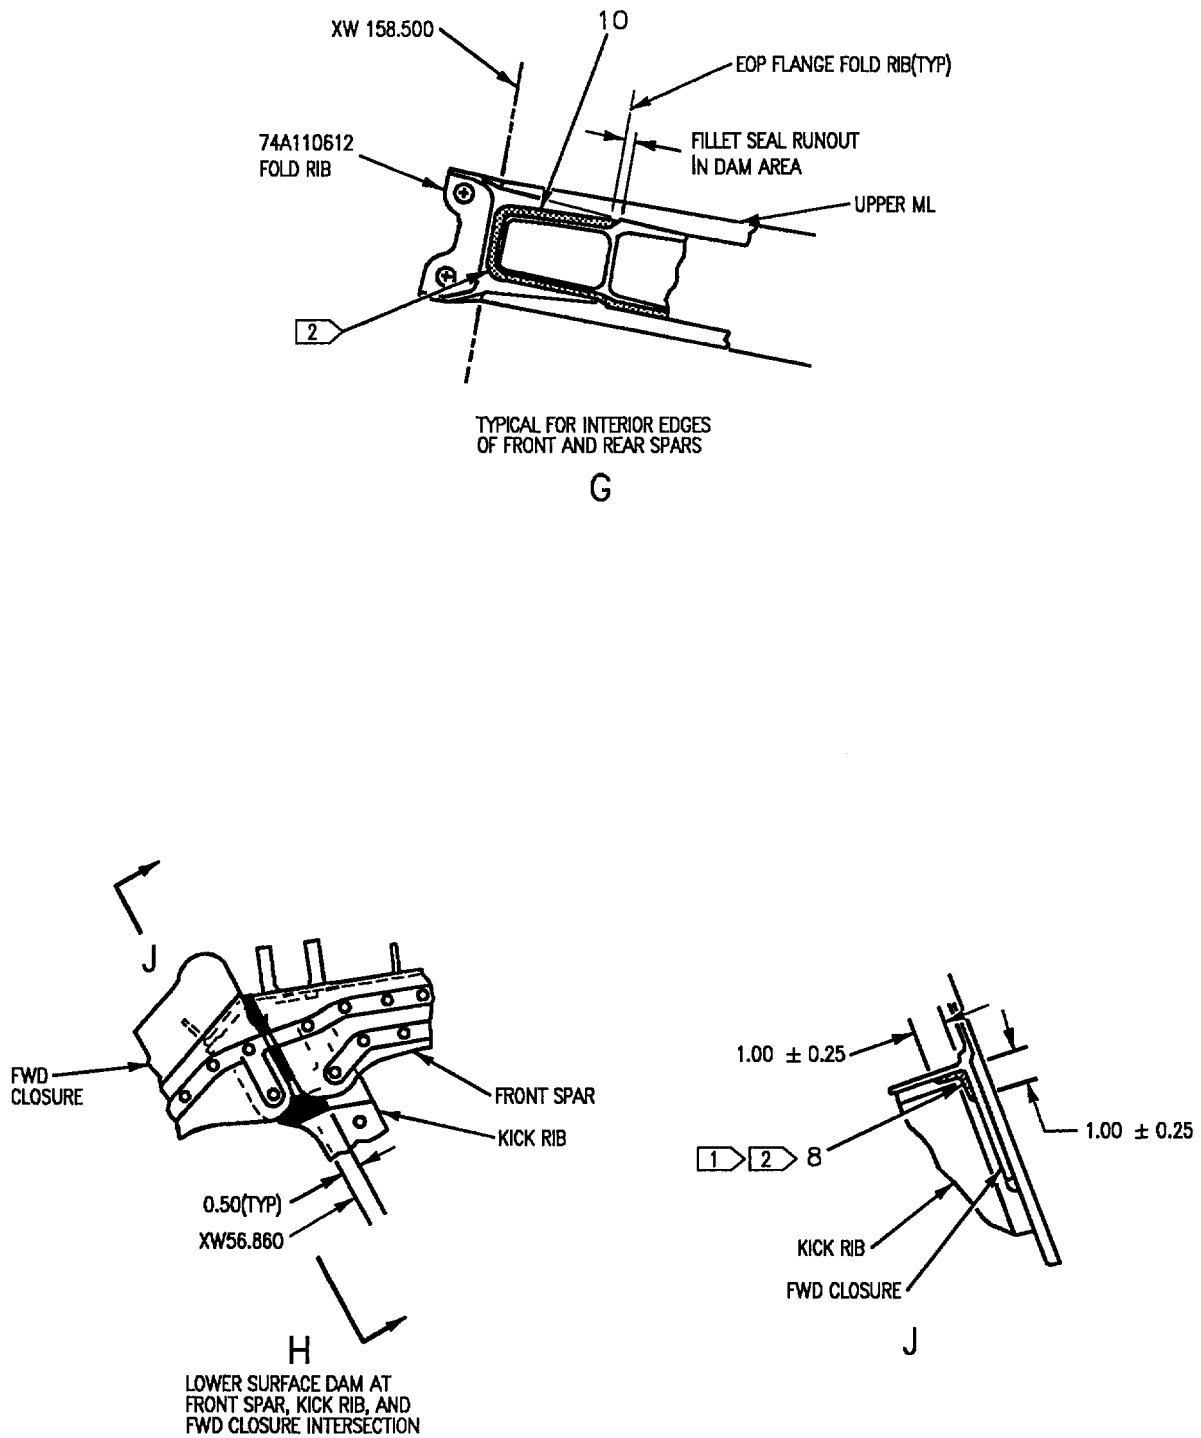 XW 158.500
10
EOP FLANGE FOLD RIB(TYP)
74A110612
FOLD RIB
FILLET SEAL RUNOUT
IN DAM AREA
UPPER ML
2
TYPICAL FOR INTERIOR EDGES
OF FRONT AND REAR SPARS
G
J
FWD
CLOSURE
FRONT SPAR
KICK RIB
0.50(TYP)
XW56.860
H
LOWER SURFACE DAM AT
FRONT SPAR, KICK RIB, AND
FWD CLOSURE INTERSECTION
1.00 ± 0.25
1.00 ± 0.25
1 2 8
KICK RIB
FWD CLOSURE
J